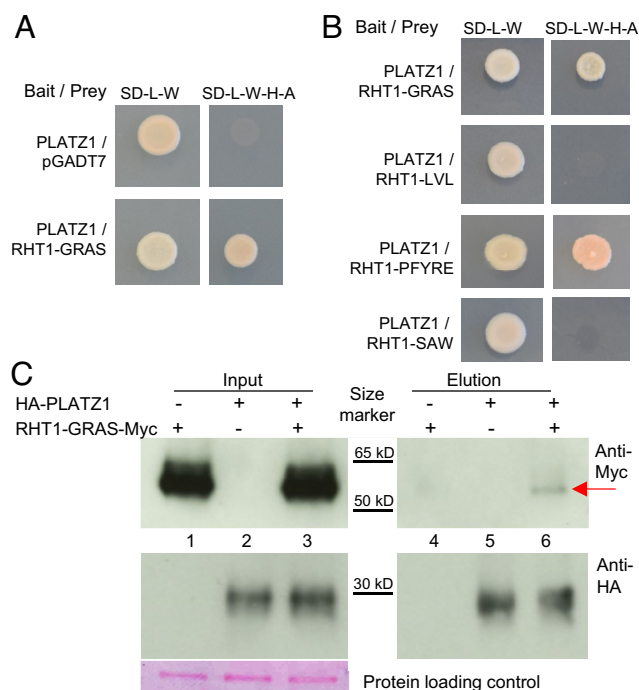 A
Bait / Prey SD-L-W SD-L-W-H-A
PLATZ1 /
pGADT7
PLATZ1 /
RHT1-GRAS
B
Bait / Prey SD-L-W SD-L-W-H-A
PLATZ1 /
RHT1-GRAS
PLATZ1 /
RHT1-LVL
PLATZ1 /
RHT1-PFYRE
PLATZ1 /
RHT1-SAW
C
Input Size marker Elution
HA-PLATZ1 - + + - + +
RHT1-GRAS-Myc + - + + - +
65 kD
50 kD
Anti-
Myc
1 2 3 4 5 6
30 kD
Anti-
HA
Protein loading control